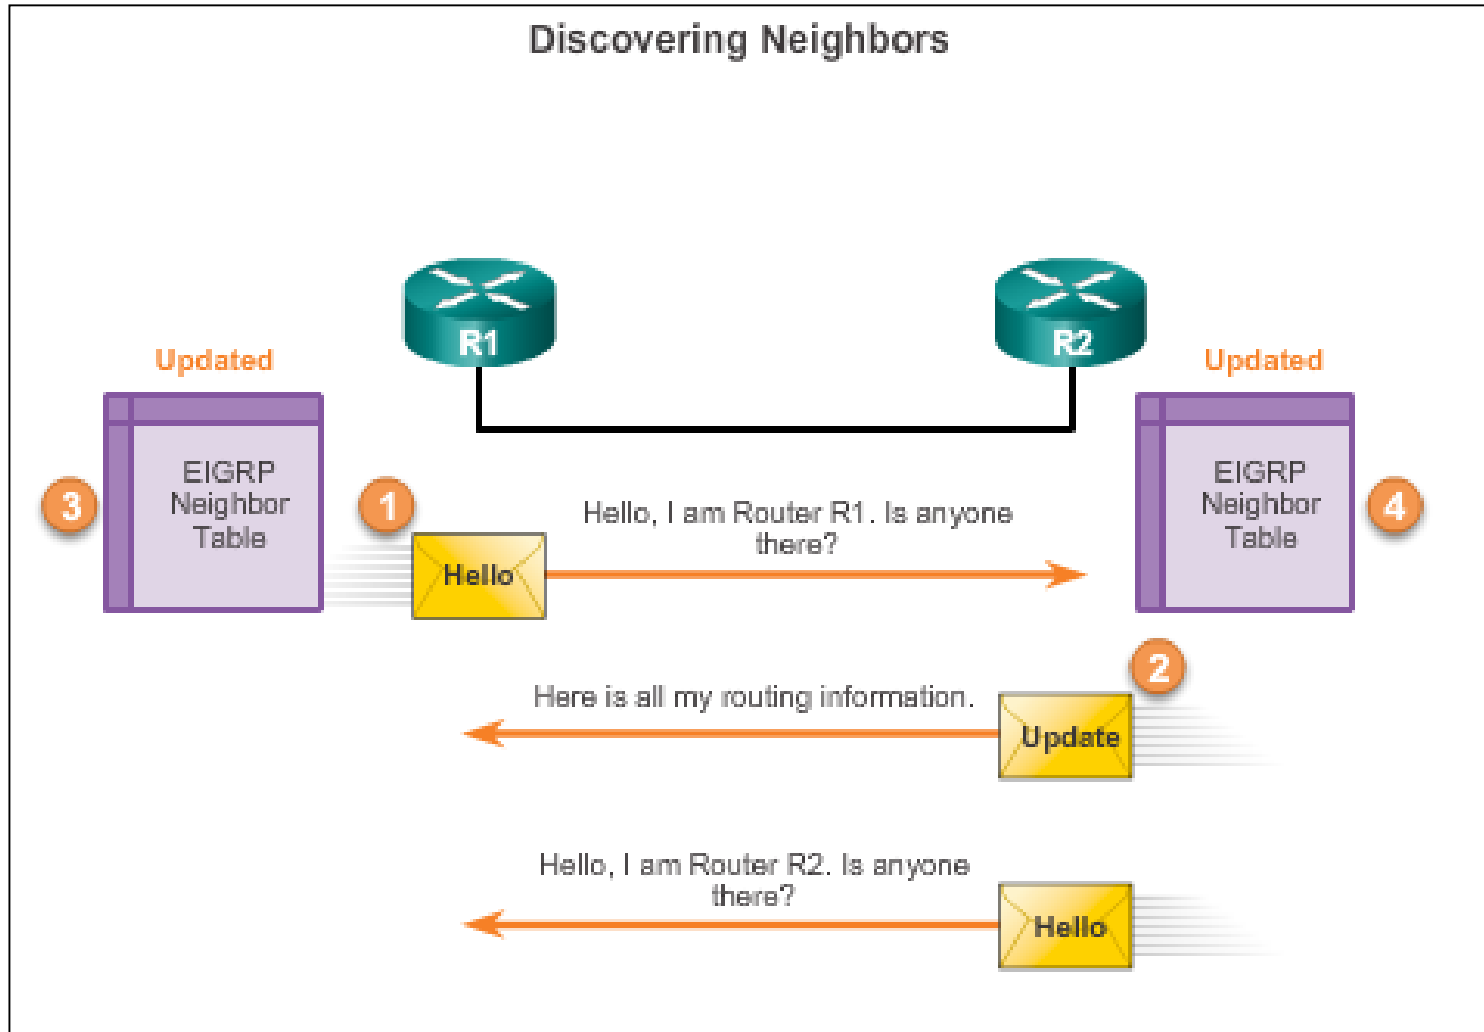 Discovering Neighbors
R1
R2
Updated
Updated
EIGRP
Neighbor
Table
EIGRP
Neighbor
Table
3
1
4
Hello, I am Router R1. Is anyone
there?
Hello
2
Here is all my routing information.
Update
Hello, I am Router R2. Is anyone
there?
Hello